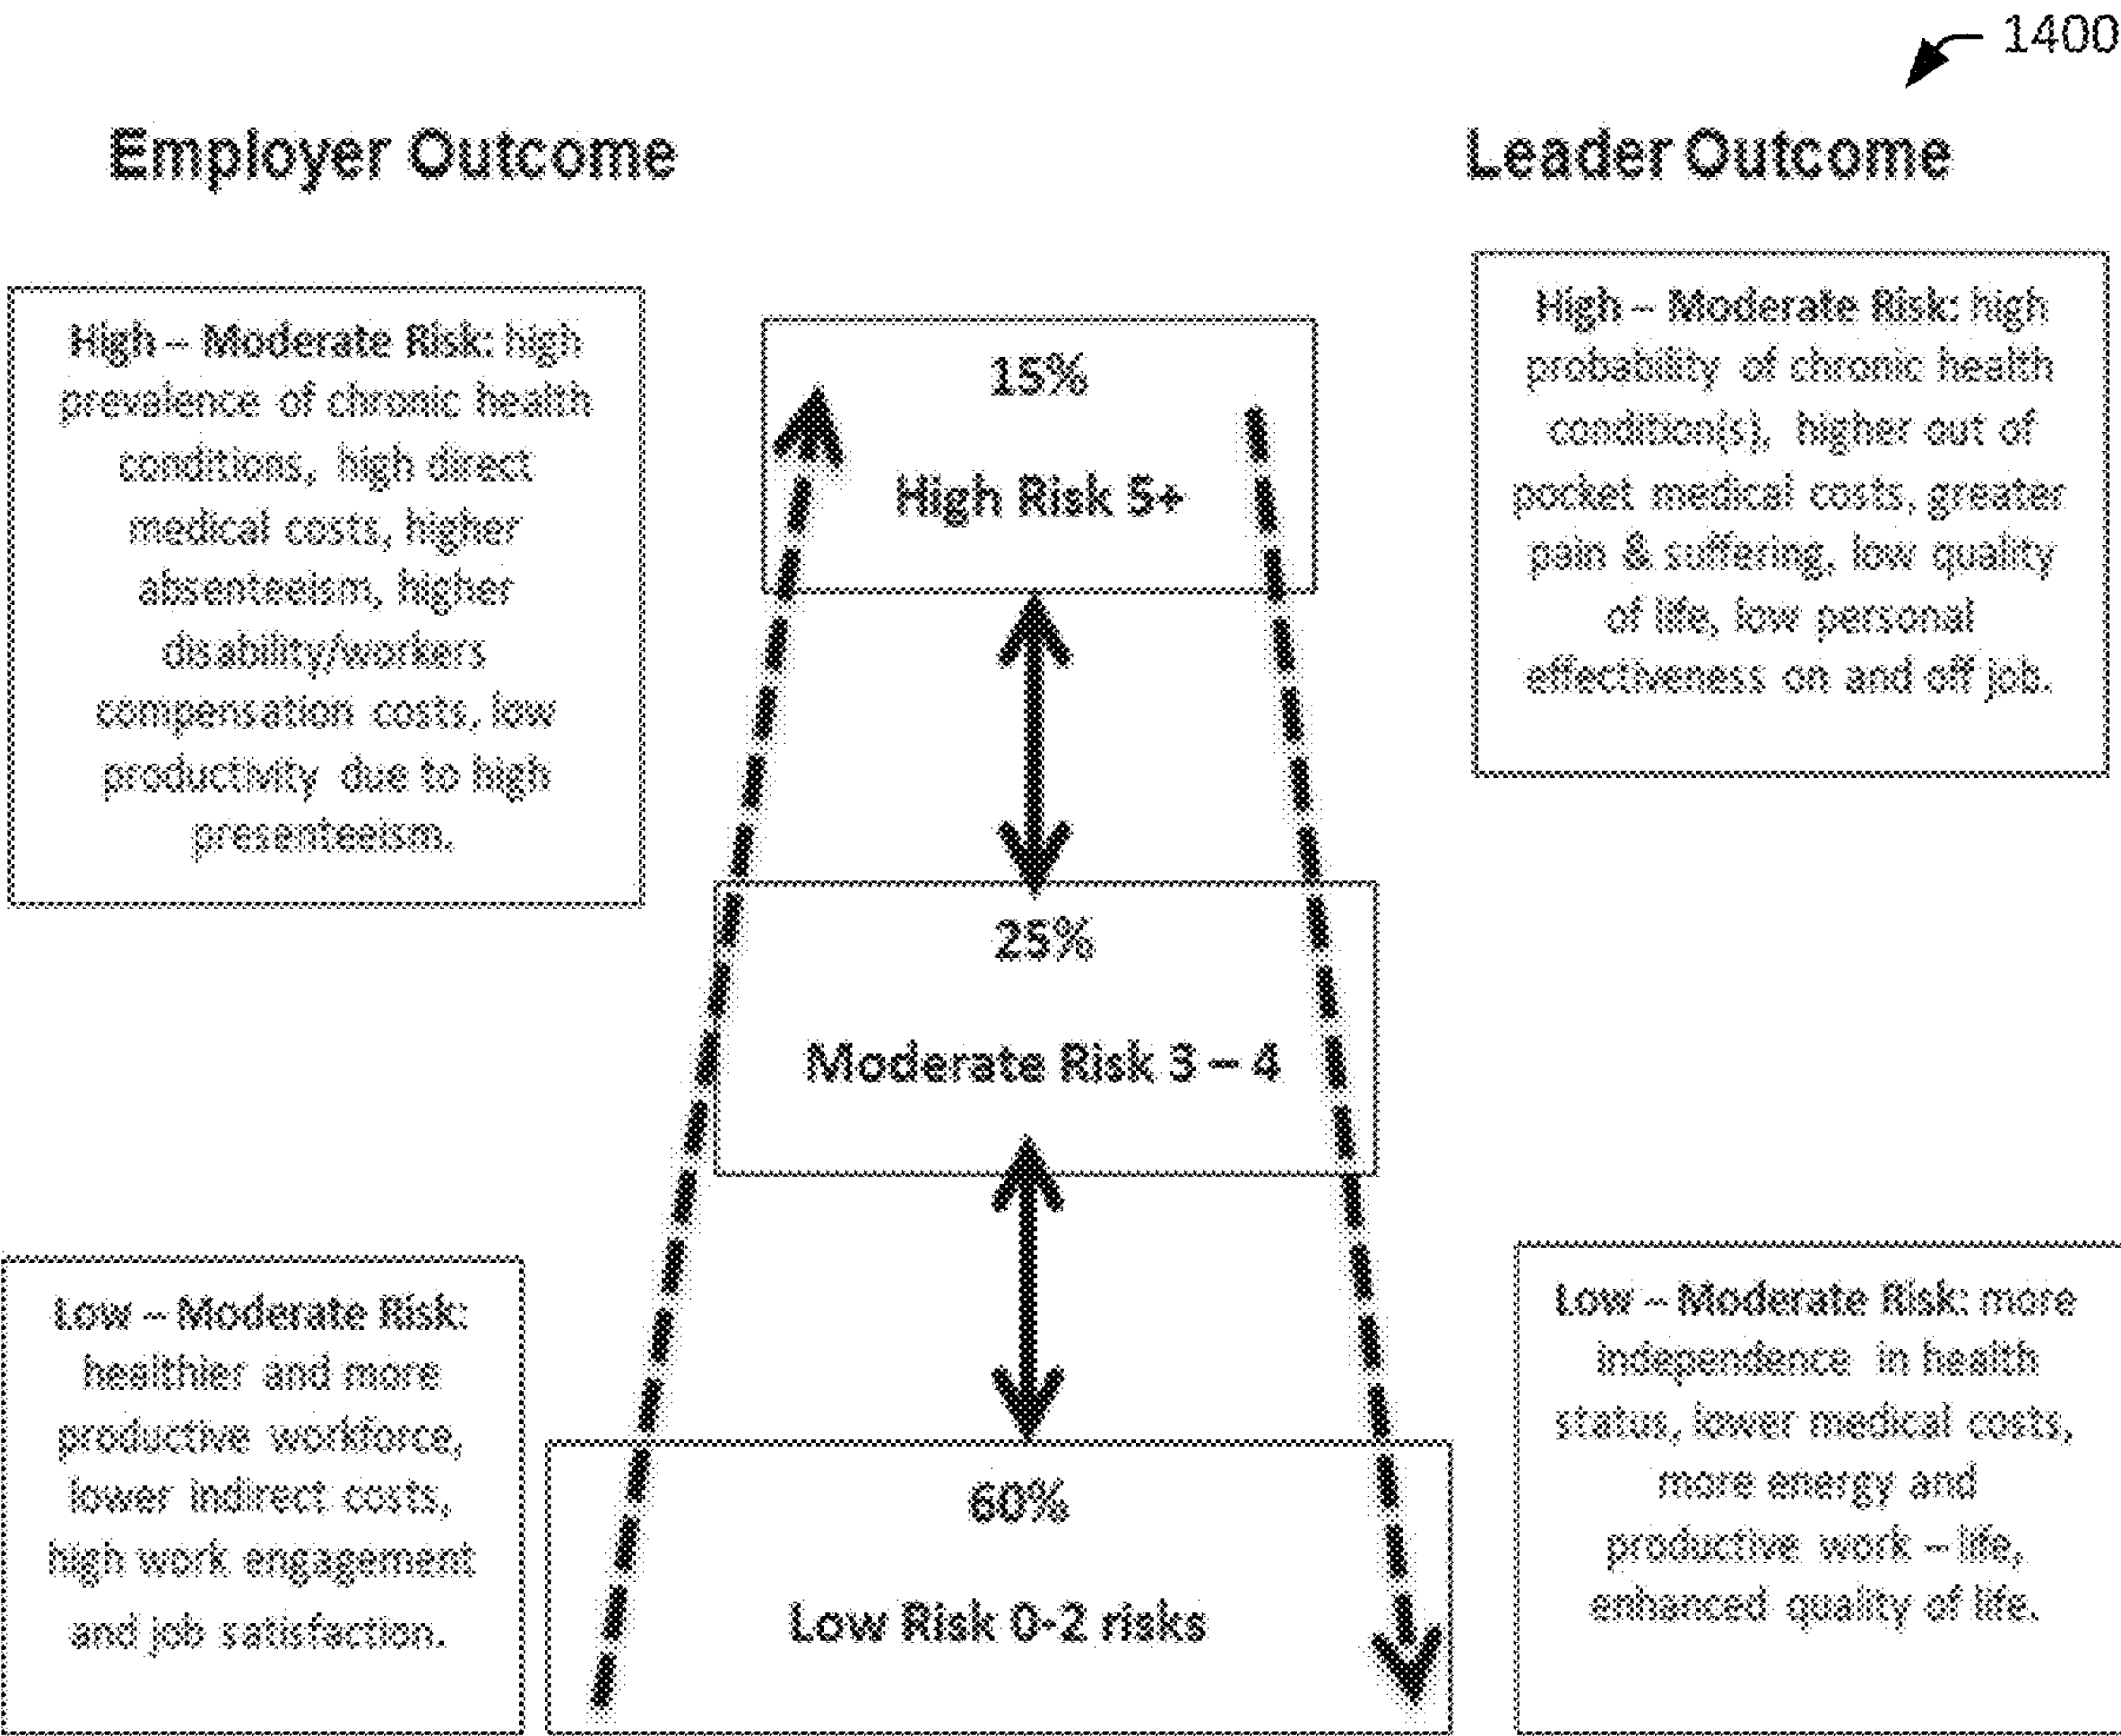 1400
Employer Outcome
Leader Outcome
High – Moderate Risk: high
prevalence of chronic health
conditions, high direct
medical costs, higher
absenteeism, higher
disability/workers
compensation costs, low
productivity due to high
presenteeism.
15%
High Risk 5+
High – Moderate Risk: high
probability of chronic health
condition(s), higher out of
pocket medical costs, greater
pain & suffering, low quality
of life, low personal
effectiveness on and off job.
25%
Moderate Risk 3 – 4
Low – Moderate Risk:
healthier and more
productive workforce,
lower indirect costs,
high work engagement
and job satisfaction.
60%
Low Risk 0-2 risks
Low – Moderate Risk: more
independence in health
status, lower medical costs,
more energy and
productive work – life,
enhanced quality of life.